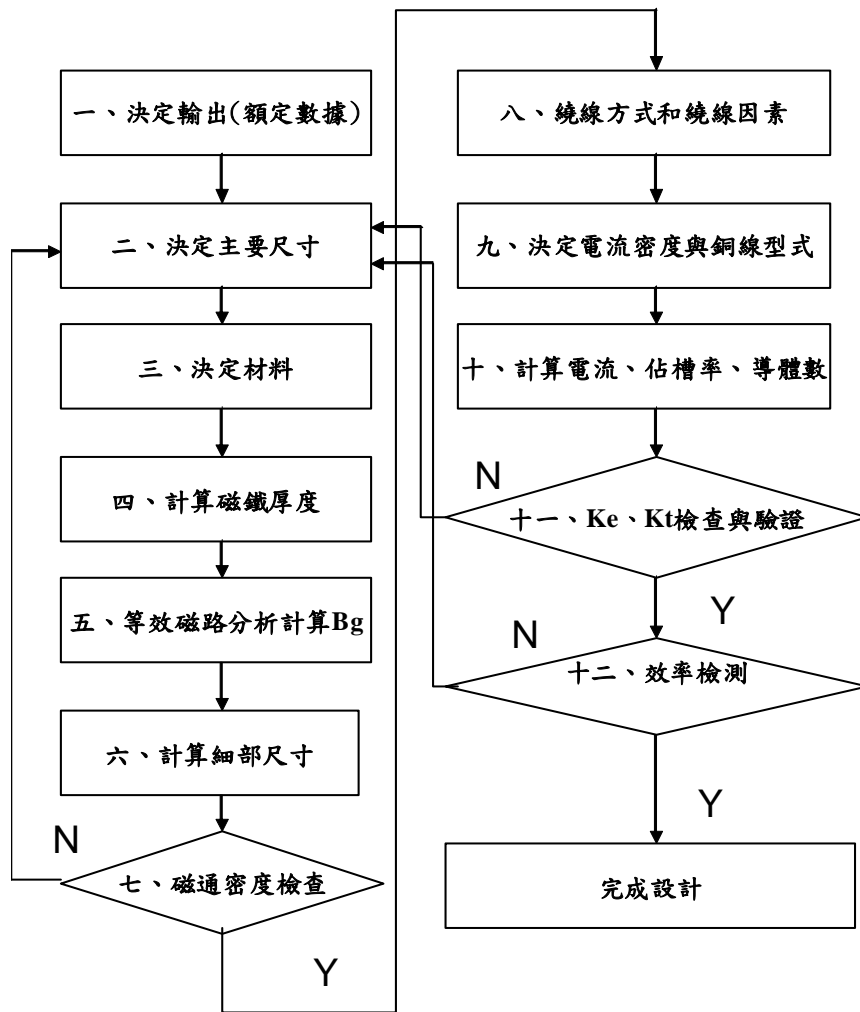 一、決定輸出(額定數據)
二、決定主要尺寸
三、決定材料
四、計算磁鐵厚度
五、等效磁路分析計算Bg
六、計算細部尺寸
N
七、磁通密度檢查
Y
八、繞線方式和繞線因素
九、決定電流密度與銅線型式
十、計算電流、佔槽率、導體數
N
十一、Ke、Kt檢查與驗證
Y
N
十二、效率檢測
Y
完成設計